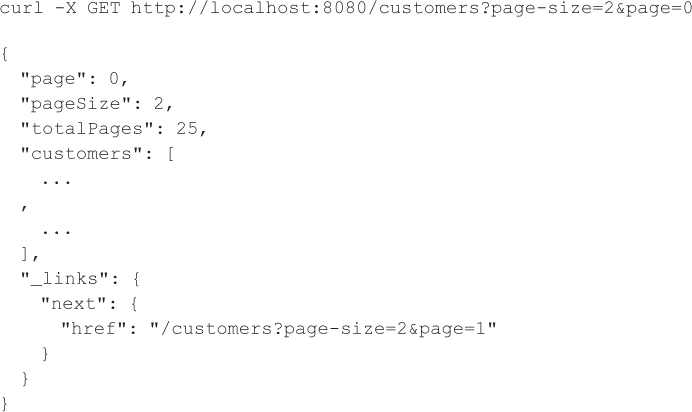 curl -X GET http://localhost:8080/customers?page-size=2&page=0

{
  "page": 0,
  "pageSize": 2,
  "totalPages": 25,
  "customers": [
    ...
  ,
    ...
  ],
  "_links": {
    "next": {
      "href": "/customers?page-size=2&page=1"
    }
  }
}